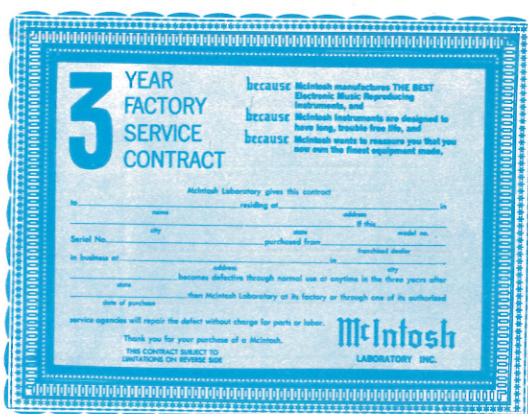 3 YEAR
FACTORY
SERVICE
CONTRACT
because McIntosh manufactures THE BEST
Electronic Music Reproducing
Instruments, and
because McIntosh Instruments are designed to
have long, trouble free life, and
because McIntosh wants to reassure you that you
now own the finest equipment made,
McIntosh Laboratory gives this contract
to residing at in
name address
If this
city state model no.
Serial No. purchased from
franchised dealer
in business at in
address city
becomes defective through normal use at anytime in the three years after
state
then McIntosh Laboratory at its factory or through one of its authorized
date of purchase
service agencies will repair the defect without charge for parts or labor.
Thank you for your purchase of a McIntosh.
THIS CONTRACT SUBJECT TO
LIMITATIONS ON REVERSE SIDE
McIntosh
LABORATORY INC.